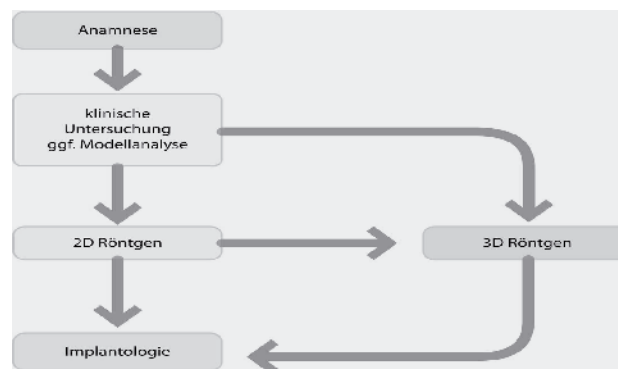 Anamnese
klinische
Untersuchung
ggf. Modellanalyse
2D Röntgen
3D Röntgen
Implantologie